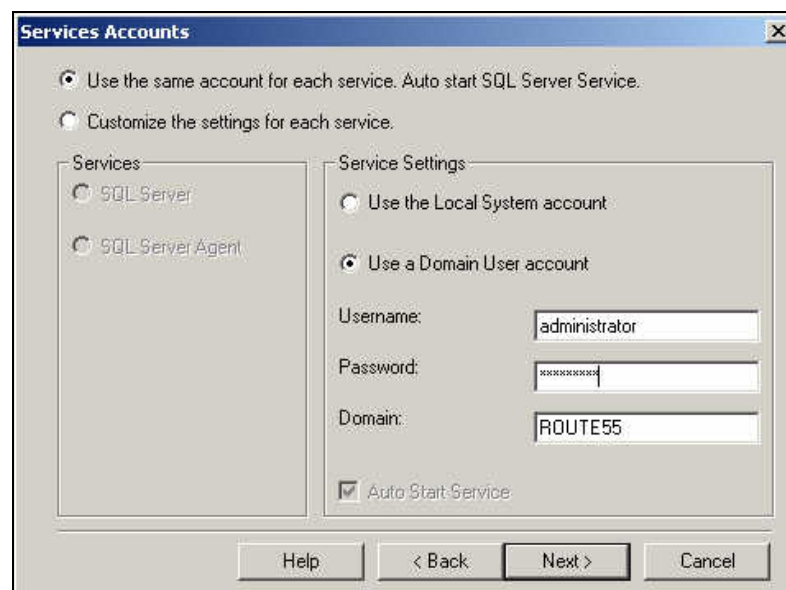 Services Accounts
Use the same account for each service. Auto start SQL Server Service.
Customize the settings for each service.
Services
SQL Server
SQL Server Agent
Service Settings
Use the Local System account
Use a Domain User account
Username:
administrator
Password:
*********
Domain:
ROUTE55
Auto Start Service
Help
< Back
Next >
Cancel